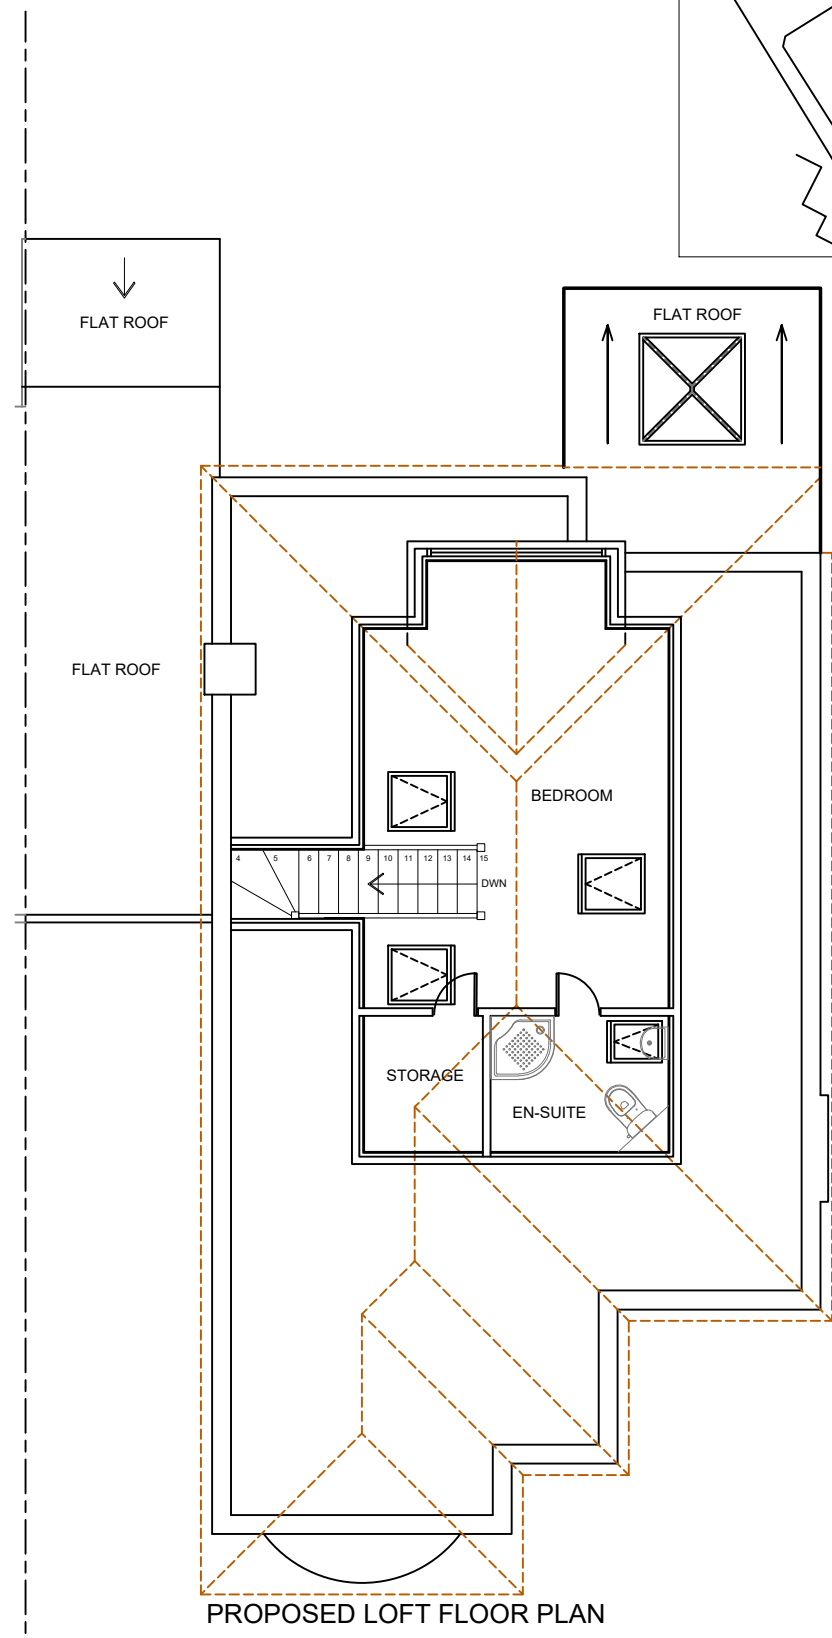 FLAT ROOF
FLAT ROOF
FLAT ROOF
BEDROOM
4 5 6 7 8 9 10 11 12 13 14 15
DWN
STORAGE
EN-SUITE
PROPOSED LOFT FLOOR PLAN